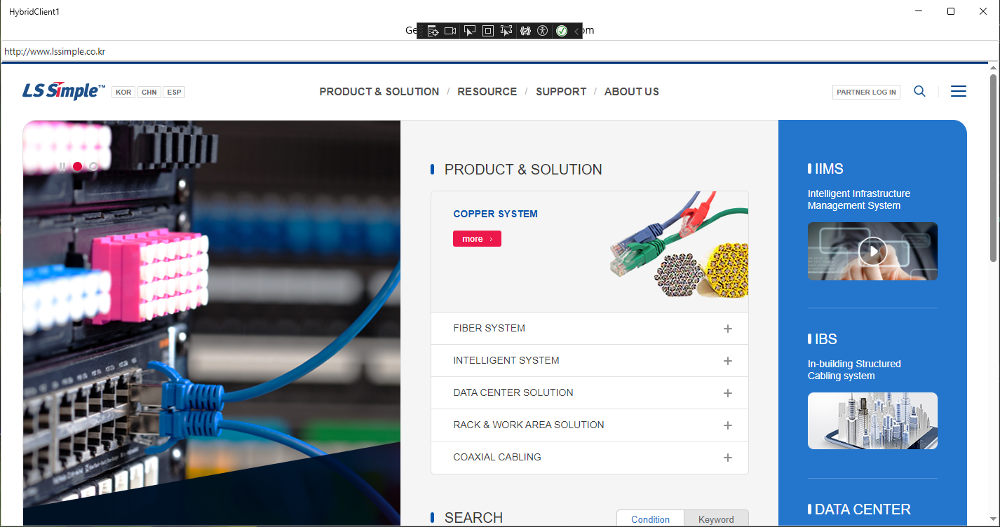 HybridClient1
Ge
om
http://www.lssimple.co.kr
LS Simple™
KOR
CHN
ESP
PRODUCT & SOLUTION / RESOURCE / SUPPORT / ABOUT US
PARTNER LOG IN
PRODUCT & SOLUTION
COPPER SYSTEM
more
FIBER SYSTEM
INTELLIGENT SYSTEM
DATA CENTER SOLUTION
RACK & WORK AREA SOLUTION
COAXIAL CABLING
SEARCH
Condition
Keyword
IIMS
Intelligent Infrastructure
Management System
IBS
In-building Structured
Cabling system
DATA CENTER